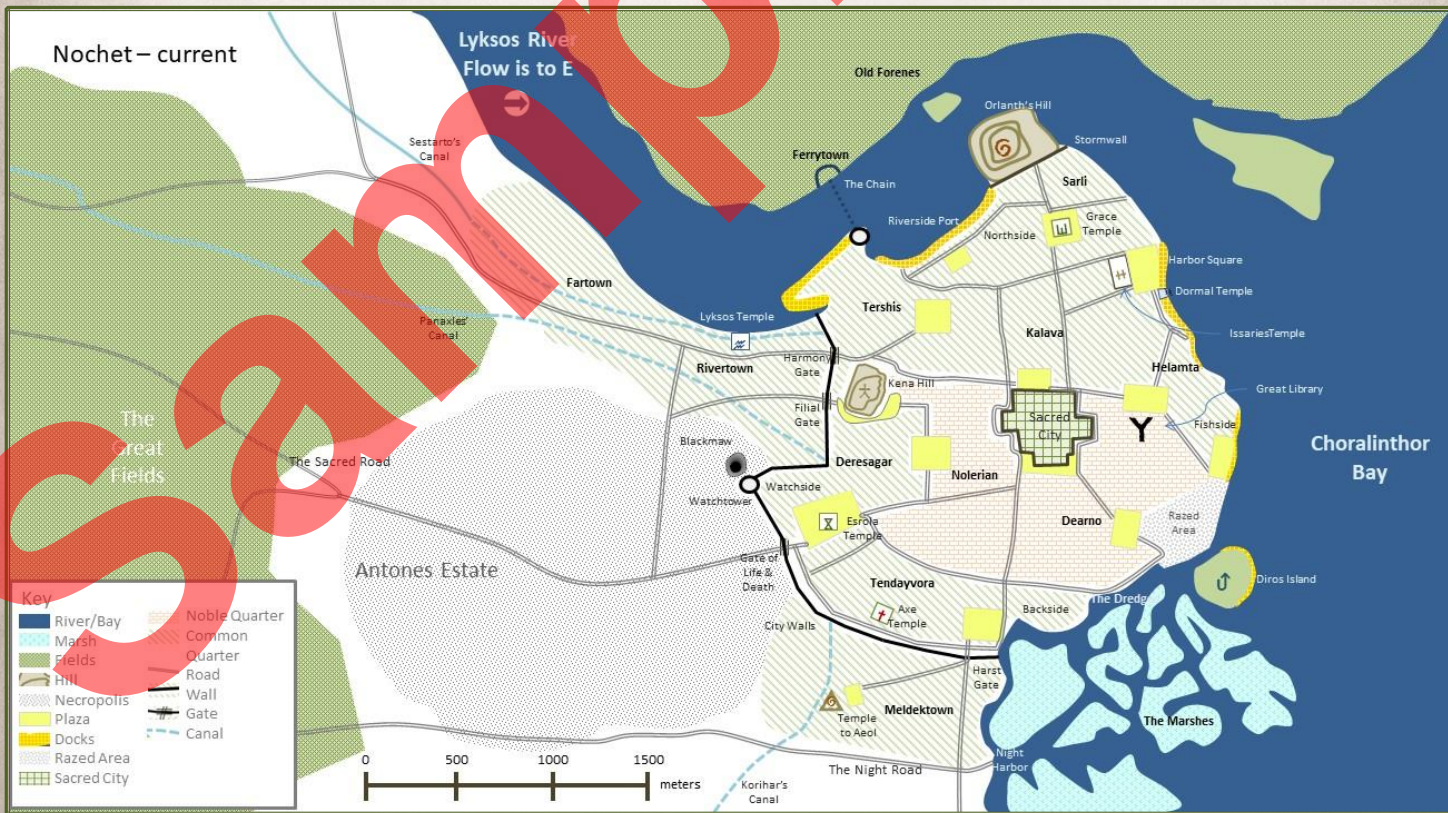 Nochet – current
Lyksos River
Flow is to E
Old Forenes
Orlanth's Hill
Stormwall
Sestarto's
Canal
Ferrytown
The Chain
Sarli
Riverside Port
Grace
Temple
Northside
Harbor Square
Fartown
Dormal Temple
Panaxles'
Canal
Lyksos Temple
Tershis
Kalava
IssariesTemple
Harmony
Gate
Rivertown
Helamta
Kena Hill
Great Library
Filial
Gate
Sacred
City
Fishside
The
Great
Fields
Blackmaw
Choralinthor
Bay
The Sacred Road
Deresagar
Nolerian
Watchside
Watchtower
Esrola
Temple
Dearno
Razed
Area
Antones Estate
Gate of
Life &
Death
Tendayvora
Diros Island
The Dredge
Axe
Temple
Backside
City Walls
Harst
Gate
Meldektown
Temple
to Aeol
The Marshes
Night
Harbor
The Night Road
Korihar's
Canal
Key
River/Bay
Marsh
Fields
Hill
Necropolis
Plaza
Docks
Razed Area
Sacred City
Noble Quarter
Common
Quarter
Road
Wall
Gate
Canal
0 500 1000 1500
meters